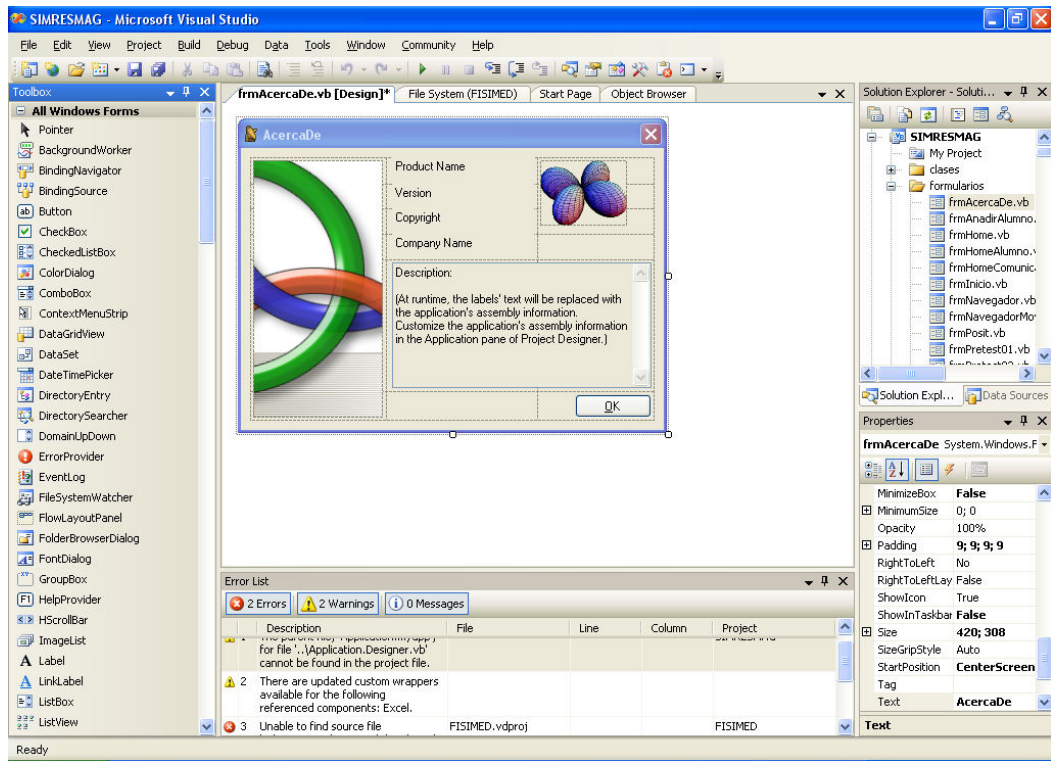 SIMRESMAG - Microsoft Visual Studio
File Edit View Project Build Debug Data Tools Window Community Help
Toolbox
All Windows Forms
Pointer
BackgroundWorker
BindingNavigator
BindingSource
Button
CheckBox
CheckedListBox
ColorDialog
ComboBox
ContextMenuStrip
DataGridView
DataSet
DateTimePicker
DirectoryEntry
DirectorySearcher
DomainUpDown
ErrorProvider
EventLog
FileSystemWatcher
FlowLayoutPanel
FolderBrowserDialog
FontDialog
GroupBox
HelpProvider
HScrollBar
ImageList
Label
LinkLabel
ListBox
ListView
frmAcercaDe.vb [Design]* File System (FISIMED) Start Page Object Browser
AcercaDe
Product Name
Version
Copyright
Company Name
Description:
(At runtime, the labels' text will be replaced with
the application's assembly information.
Customize the application's assembly information
in the Application pane of Project Designer.)
OK
Error List
2 Errors 2 Warnings 0 Messages
Description File Line Column Project
for file '..\Application.Designer.vb'
cannot be found in the project file.
2 There are updated custom wrappers
available for the following
referenced components: Excel.
3 Unable to find source file FISIMED.vdproj FISIMED
Solution Explorer - Soluti...
SIMRESMAG
My Project
clases
formularios
frmAcercaDe.vb
frmAnadirAlumno.
frmHome.vb
frmHomeAlumno.v
frmHomeComunic
frmInicio.vb
frmNavegador.vb
frmNavegadorMo
frmPosit.vb
frmPretest01.vb
Solution Expl... Data Sources
Properties
frmAcercaDe System.Windows.F
MinimizeBox False
MinimumSize 0; 0
Opacity 100%
Padding 9; 9; 9; 9
RightToLeft No
RightToLeftLay False
ShowIcon True
ShowInTaskbar False
Size 420; 308
SizeGripStyle Auto
StartPosition CenterScreen
Tag
Text AcercaDe
Text
Ready